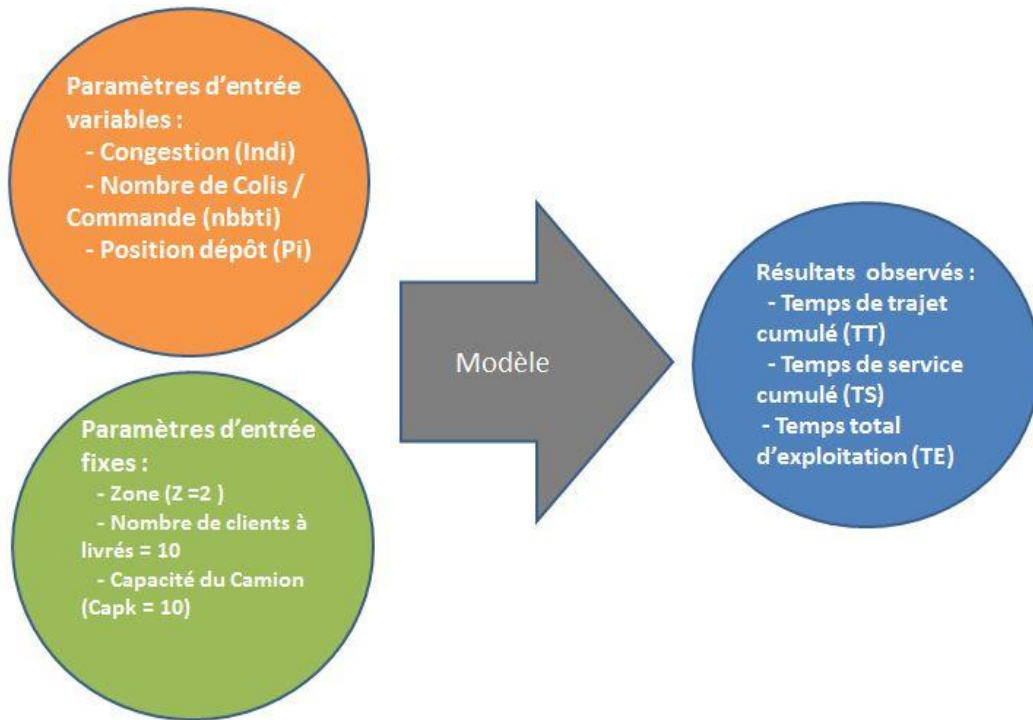 Paramètres d'entrée
variables :
- Congestion (Indi)
- Nombre de Colis /
Commande (nbbti)
- Position dépôt (Pi)
Paramètres d'entrée
fixes :
- Zone (Z =2 )
- Nombre de clients à
livrés = 10
- Capacité du Camion
(Capk = 10)
Modèle
Résultats observés :
- Temps de trajet
cumulé (TT)
- Temps de service
cumulé (TS)
- Temps total
d'exploitation (TE)